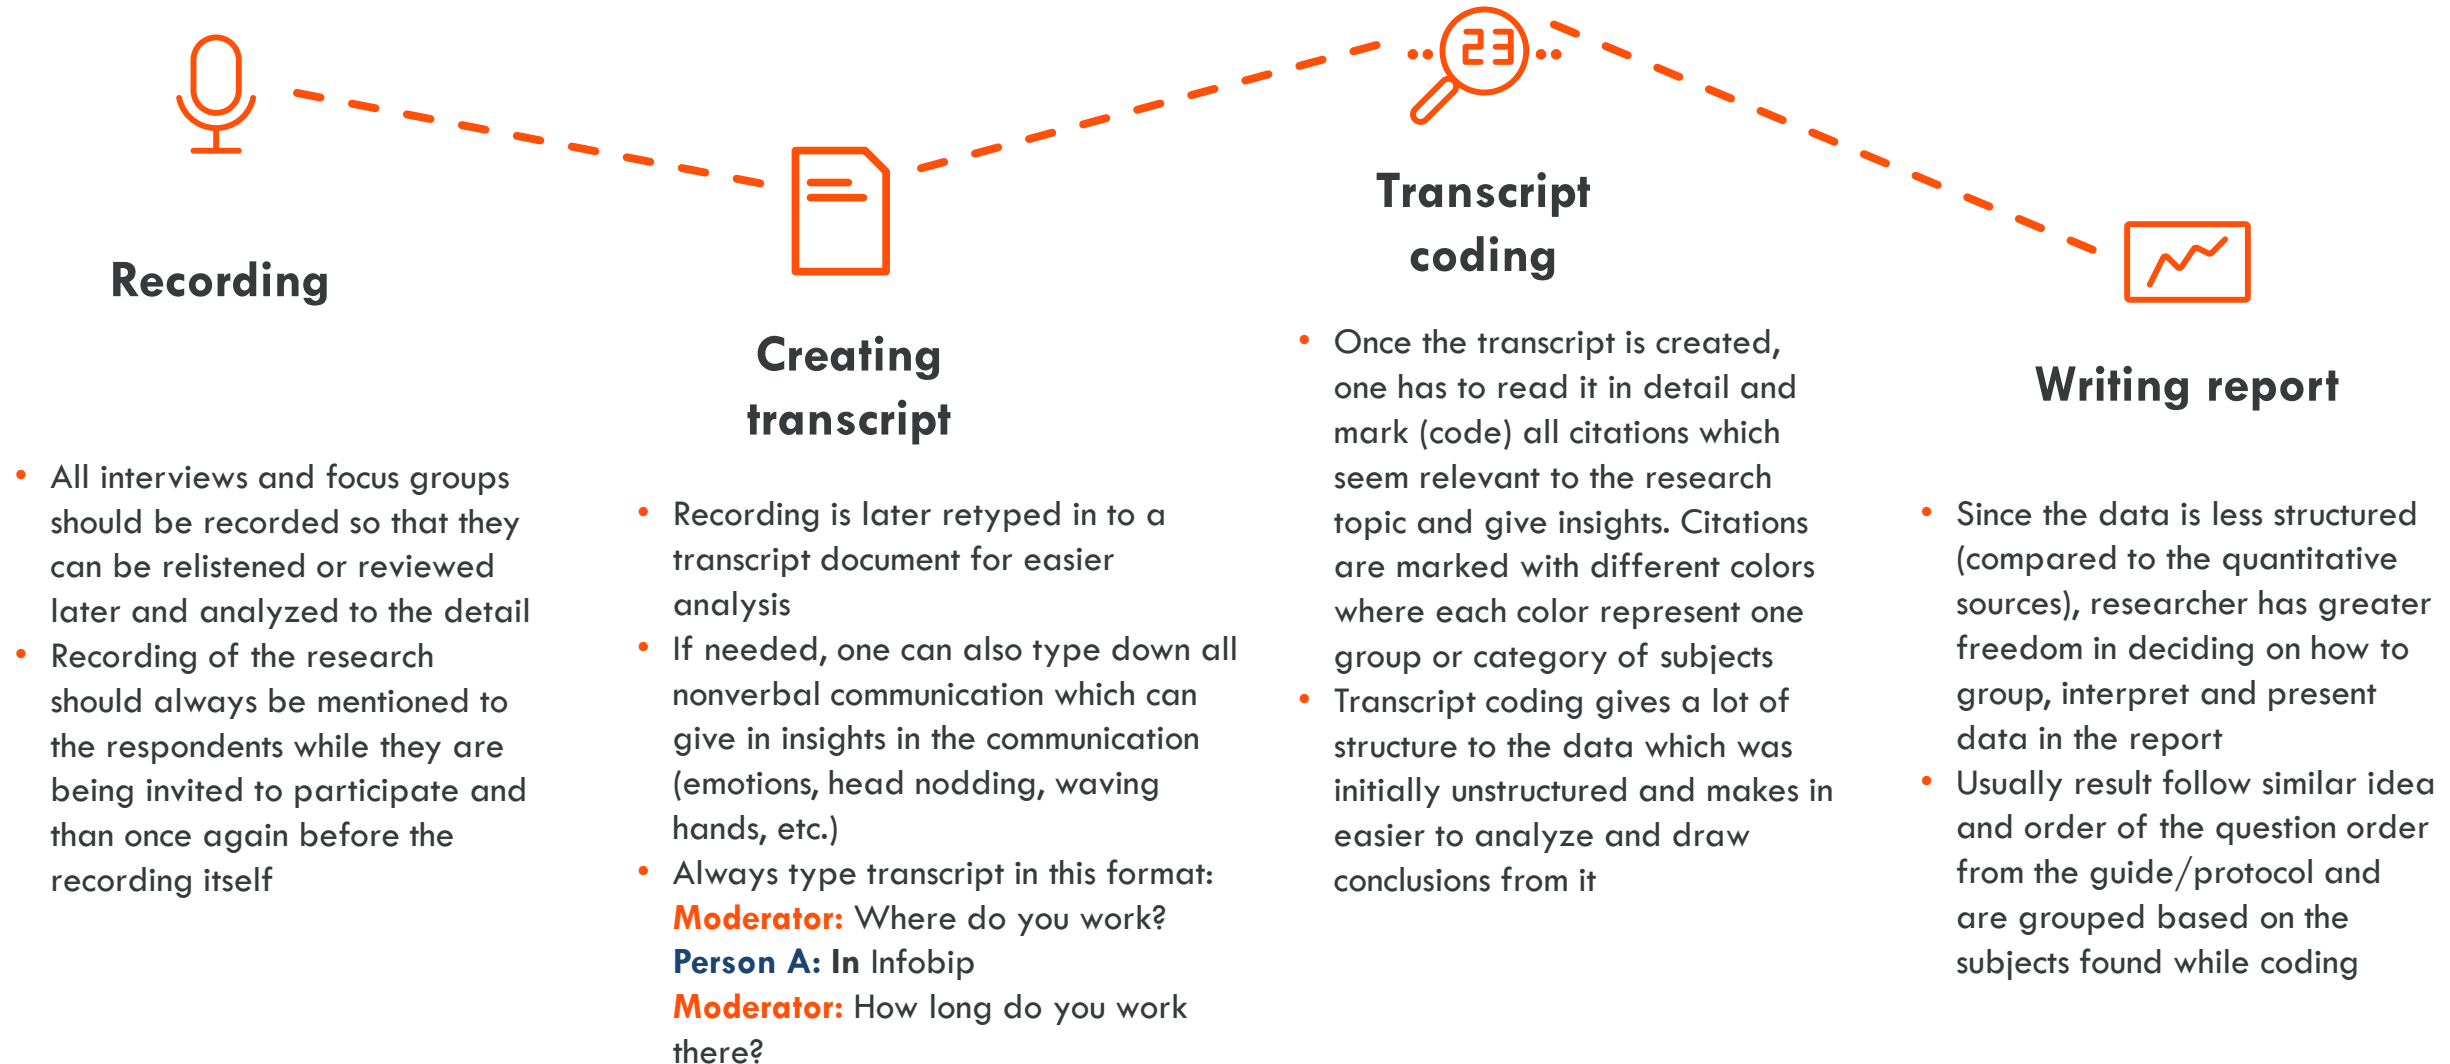 23
Recording
• All interviews and focus groups
should be recorded so that they
can be relistened or reviewed
later and analyzed to the detail
• Recording of the research
should always be mentioned to
the respondents while they are
being invited to participate and
than once again before the
recording itself
Creating
transcript
• Recording is later retyped in to a
transcript document for easier
analysis
• If needed, one can also type down all
nonverbal communication which can
give in insights in the communication
(emotions, head nodding, waving
hands, etc.)
• Always type transcript in this format:
Moderator: Where do you work?
Person A: In Infobip
Moderator: How long do you work
there?
Transcript
coding
• Once the transcript is created,
one has to read it in detail and
mark (code) all citations which
seem relevant to the research
topic and give insights. Citations
are marked with different colors
where each color represent one
group or category of subjects
• Transcript coding gives a lot of
structure to the data which was
initially unstructured and makes in
easier to analyze and draw
conclusions from it
Writing report
• Since the data is less structured
(compared to the quantitative
sources), researcher has greater
freedom in deciding on how to
group, interpret and present
data in the report
• Usually result follow similar idea
and order of the question order
from the guide/protocol and
are grouped based on the
subjects found while coding